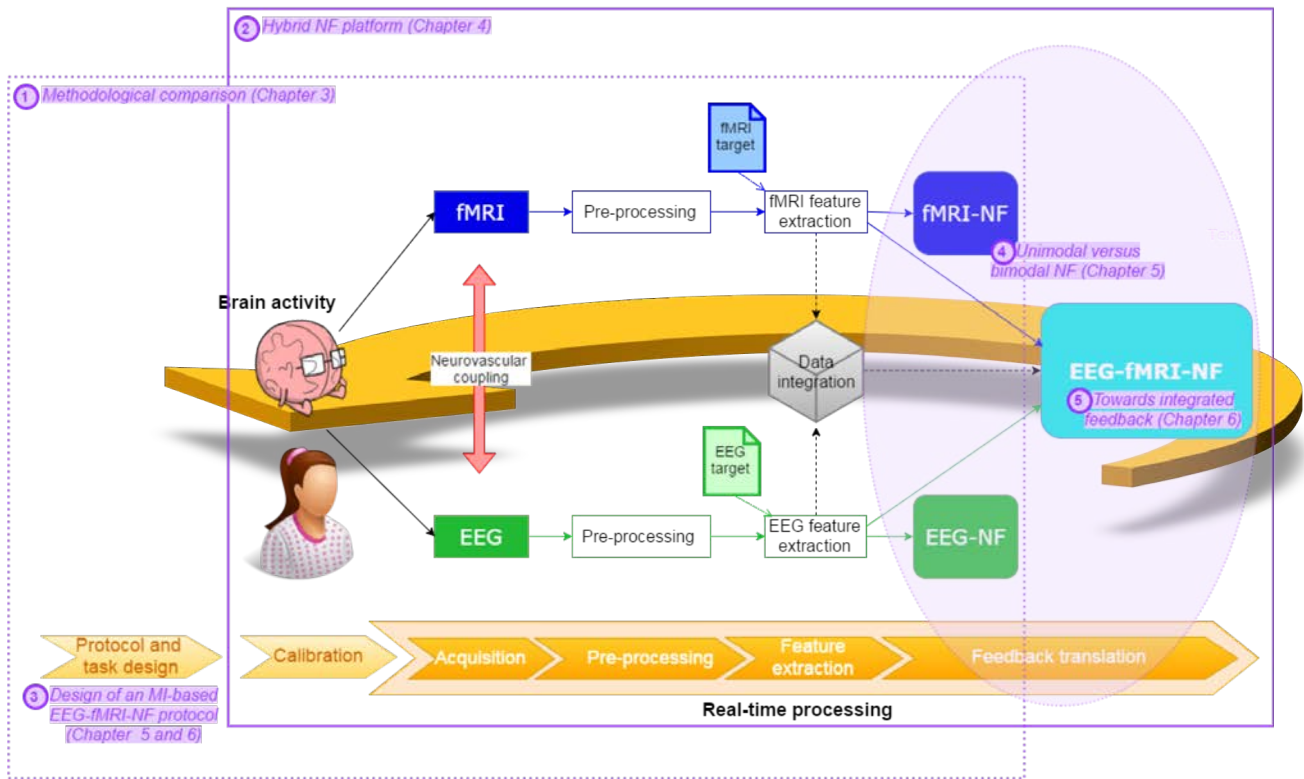 2 Hybrid NF platform (Chapter 4)
1 Methodological comparison (Chapter 3)
fMRI
target
fMRI
Pre-processing
fMRI feature
extraction
fMRI-NF
4 Unimodal versus
bimodal NF (Chapter 5)
Brain activity
Neurovascular
coupling
Data
integration
EEG-fMRI-NF
5 Towards integrated
feedback (Chapter 6)
EEG
target
EEG
Pre-processing
EEG feature
extraction
EEG-NF
Protocol and
task design
Calibration
Acquisition
Pre-processing
Feature
extraction
Feedback translation
3 Design of an MI-based
EEG-fMRI-NF protocol
(Chapter 5 and 6)
Real-time processing